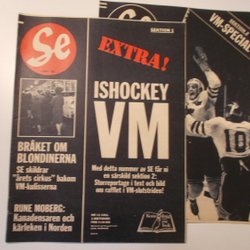 Se
SEKTION 2
EXTRA!
ISHOCKEY
VM
Med detta nummer av SE får ni
en särskild sektion 2:
Storreportage i text och bild
om cafflet i VM-slutstriden!
BRÅKET OM
BLONDINERNA
SE skildrar
"årets cirkus" bakom
VM-kulisserna
RUNE MOBERG:
Kanadensaren och
kärleken i Norden
SPECIAL
VM-SPE